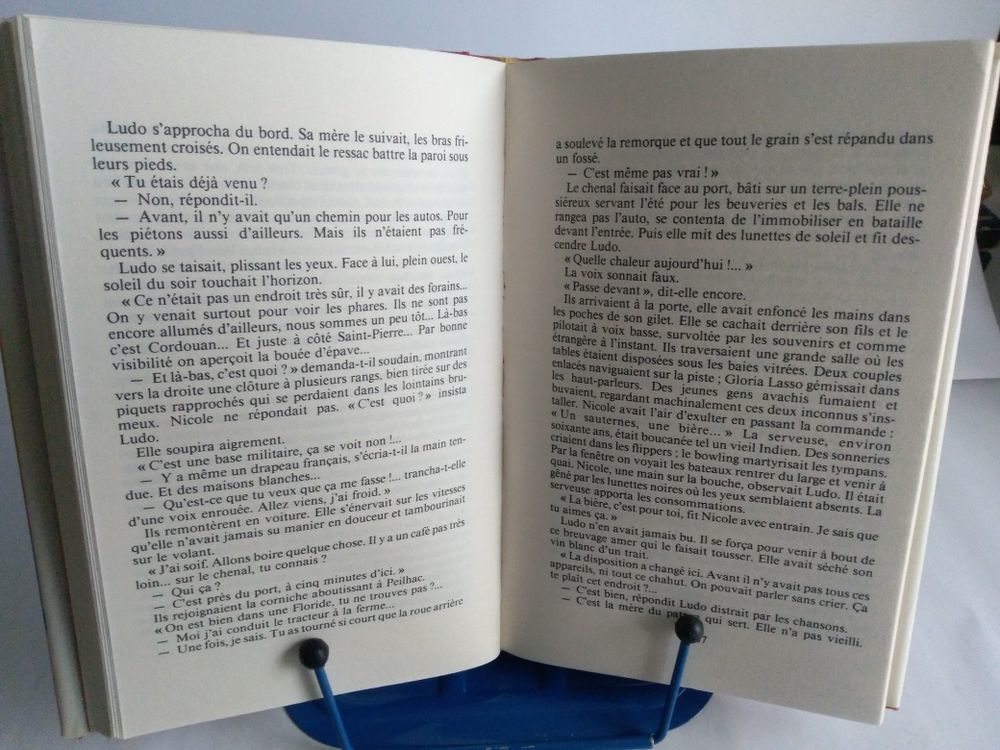 Ludo s'approcha du bord. Sa mère le suivait, les bras fri-
leusement croisés. On entendait le ressac battre la paroi sous
leurs pieds.
« Tu étais déjà venu ?
— Non, répondit-il.
— Avant, il n'y avait qu'un chemin pour les autos. Pour
les piétons aussi d'ailleurs. Mais ils n'étaient pas fré-
quents. »
Ludo se taisait, plissant les yeux. Face à lui, plein ouest, le
soleil du soir touchait l'horizon.
« Ce n'était pas un endroit très sûr, il y avait des forains...
On y venait surtout pour voir les phares. Ils ne sont pas
encore allumés d'ailleurs, nous sommes un peu tôt... Là-bas
c'est Cordouan... Et juste à côté Saint-Pierre... Par bonne
visibilité on aperçoit la bouée d'épave...
— Et là-bas, c'est quoi ? » demanda-t-il soudain, montrant
vers la droite une clôture à plusieurs rangs, bien tirée sur des
piquets rapprochés qui se perdaient dans les lointains bru-
meux. Nicole ne répondait pas. « C'est quoi ? » insista
Ludo.
Elle soupira aigrement.
« C'est une base militaire, ça se voit non !...
— Y a même un drapeau français, s'écria-t-il la main ten-
due. Et des maisons blanches...
— Qu'est-ce que tu veux que ça me fasse !... trancha-t-elle
d'une voix enrouée. Allez viens, j'ai froid. »
Ils remontèrent en voiture. Elle s'énervait sur les vitesses
qu'elle n'avait jamais su manier en douceur et tambourinait
sur le volant.
« J'ai soif. Allons boire quelque chose. Il y a un café pas très
loin... sur le chenal, tu connais ?
— Qui ça ?
— C'est près du port, à cinq minutes d'ici. »
Ils rejoignaient la corniche aboutissant à Peilhac.
« On est bien dans une Floride, tu ne trouves pas ?...
— Moi j'ai conduit le tracteur à la ferme...
— Une fois, je sais. Tu as tourné si court que la roue arrière
a soulevé la remorque et que tout le grain s'est répandu dans
un fossé.
— C'est même pas vrai ! »
Le chenal faisait face au port, bâti sur un terre-plein pous-
siéreux servant l'été pour les beuveries et les bals. Elle ne
rangea pas l'auto, se contenta de l'immobiliser en bataille
devant l'entrée. Puis elle mit des lunettes de soleil et fit des-
cendre Ludo.
« Quelle chaleur aujourd'hui !... »
La voix sonnait faux.
« Passe devant », dit-elle encore.
Ils arrivaient à la porte, elle avait enfoncé les mains dans
les poches de son gilet. Elle se cachait derrière son fils et le
pilotait à voix basse, survoltée par les souvenirs et comme
étrangère à l'instant. Ils traversaient une grande salle où les
tables étaient disposées sous les baies vitrées. Deux couples
enlacés naviguaient sur la piste ; Gloria Lasso gémissait dans
les haut-parleurs. Des jeunes gens avachis fumaient et
buvaient, regardant machinalement ces deux inconnus s'ins-
taller. Nicole avait l'air d'exulter en passant la commande :
« Un sauternes, une bière... » La serveuse, environ
soixante ans, était boucanée tel un vieil Indien. Des sonneries
criaient dans les flippers ; le bowling martyrisait les tympans.
Par la fenêtre on voyait les bateaux rentrer du large et venir à
quai. Nicole, une main sur la bouche, observait Ludo. Il était
gêné par les lunettes noires où les yeux semblaient absents. La
serveuse apporta les consommations.
« La bière, c'est pour toi, fit Nicole avec entrain. Je sais que
tu aimes ça. »
Ludo n'en avait jamais bu. Il se força pour venir à bout de
ce breuvage amer qui le faisait tousser. Elle avait séché son
vin blanc d'un trait.
« La disposition a changé ici. Avant il n'y avait pas tous ces
appareils, ni tout ce chahut. On pouvait parler sans crier. Ça
te plaît cet endroit ?...
— C'est bien, répondit Ludo distrait par les chansons.
— C'est la mère du qui sert. Elle n'a pas vieilli.
7